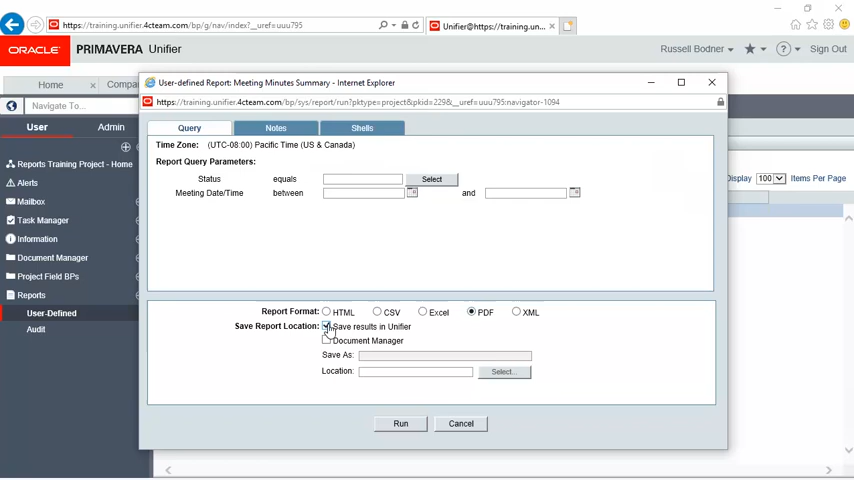 https://training.unifier.4cteam.com/bp/g/nav/index?__uref=uuu795
Unifier@https://training.un...
ORACLE PRIMAVERA Unifier
Russell Bodner
Sign Out
Home
Compa
User-defined Report: Meeting Minutes Summary - Internet Explorer
https://training.unifier.4cteam.com/bp/sys/report/run?pktype=project&pkid=229&__uref=uuu795:navigator-1094
Navigate To...
User
Admin
Query
Notes
Shells
Time Zone: (UTC-08:00) Pacific Time (US & Canada)
Report Query Parameters:
Status equals Select
Meeting Date/Time between and
Display 100 Items Per Page
Reports Training Project - Home
Alerts
Mailbox
Task Manager
Information
Document Manager
Project Field BPs
Reports
User-Defined
Audit
Report Format: HTML CSV Excel PDF XML
Save Report Location: Save results in Unifier
Document Manager
Save As:
Location: Select...
Run
Cancel